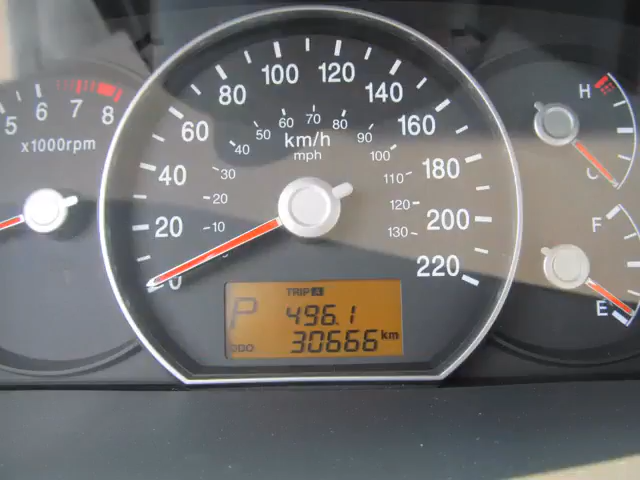 5 6 7 8
x1000rpm
20 40 60 80 100 120 140 160 180 200 220
km/h
mph
10 20 30 40 50 60 70 80 90 100 110 120 130
TRIP A
P 496.1
ODO 30666 km
H
C
F
E